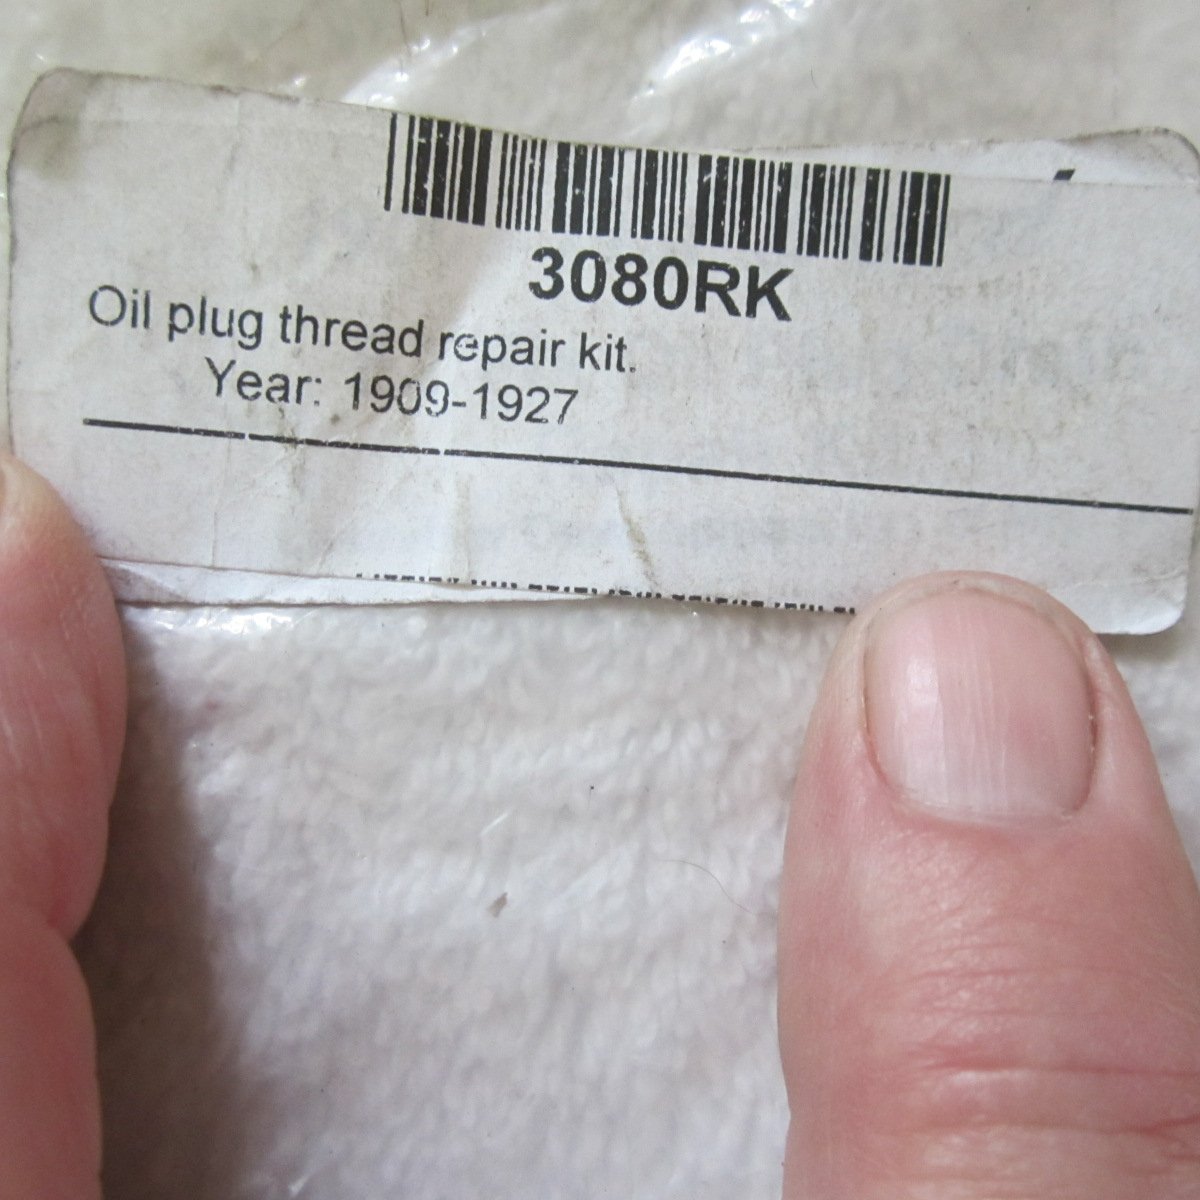 3080RK
Oil plug thread repair kit.
Year: 1909-1927